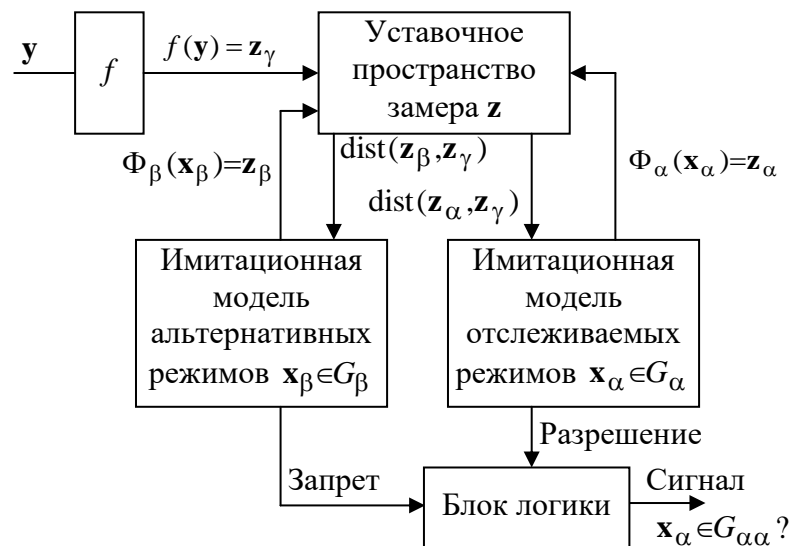 y
f
f(y) = z_γ
Уставочное
пространство
замера z
Φ_β(x_β)=z_β
dist(z_β,z_γ)
dist(z_α,z_γ)
Φ_α(x_α)=z_α
Имитационная
модель
альтернативных
режимов x_β∈G_β
Имитационная
модель
отслеживаемых
режимов x_α∈G_α
Запрет
Разрешение
Блок логики
Сигнал
x_α∈G_αα?